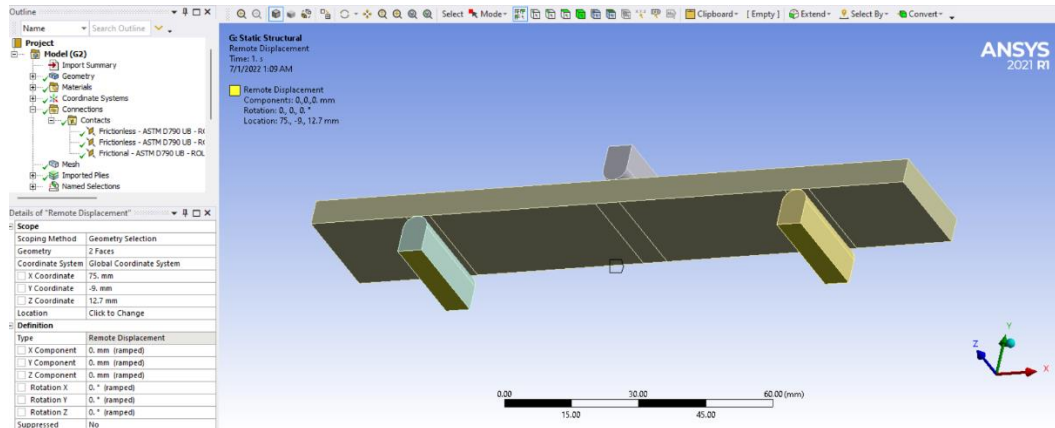 Outline
Name
Search Outline
Project
Model (G2)
Import Summary
Geometry
Materials
Coordinate Systems
Connections
Contacts
Frictionless - ASTM D790 UB - R
Frictionless - ASTM D790 UB - R
Frictional - ASTM D790 UB - ROL
Mesh
Imported Plies
Named Selections
Details of "Remote Displacement"
Scope
Scoping Method Geometry Selection
Geometry 2 Faces
Coordinate System Global Coordinate System
X Coordinate 75. mm
Y Coordinate -9. mm
Z Coordinate 12.7 mm
Location Click to Change
Definition
Type Remote Displacement
X Component 0. mm (ramped)
Y Component 0. mm (ramped)
Z Component 0. mm (ramped)
Rotation X 0. ° (ramped)
Rotation Y 0. ° (ramped)
Rotation Z 0. ° (ramped)
Suppressed No
Select Mode Clipboard [ Empty ] Extend Select By Convert
G: Static Structural
Remote Displacement
Time: 1. s
7/1/2022 1:09 AM
Remote Displacement
Components: 0.,0.,0. mm
Rotation: 0., 0., 0. °
Location: 75., -9., 12.7 mm
ANSYS
2021 R1
0.00 30.00 60.00 (mm)
15.00 45.00
Y
Z
X